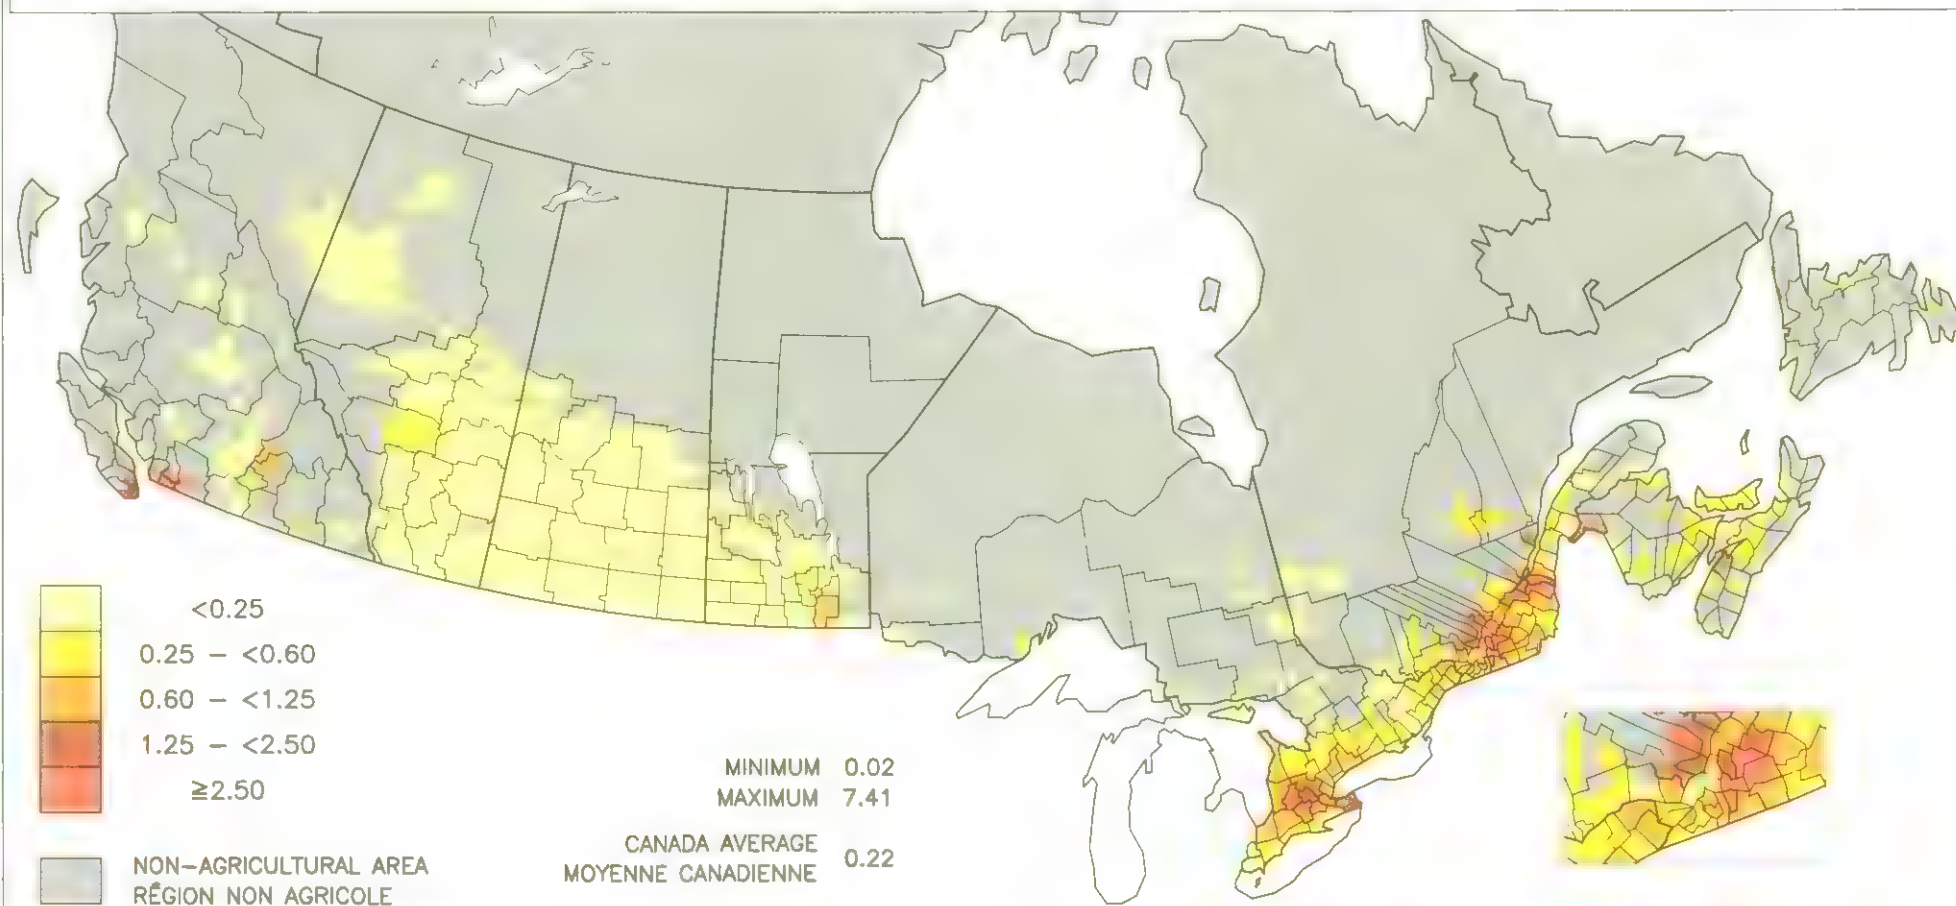 <0.25
0.25 – <0.60
0.60 – <1.25
1.25 – <2.50
≧2.50
NON–AGRICULTURAL AREA
RÉGION NON AGRICOLE
MINIMUM 0.02
MAXIMUM 7.41
CANADA AVERAGE
MOYENNE CANADIENNE 0.22